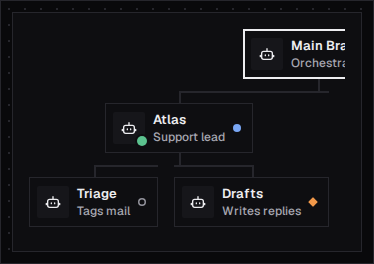 Main Bra
Orchestra
Atlas
Support lead
Triage
Tags mail
Drafts
Writes replies